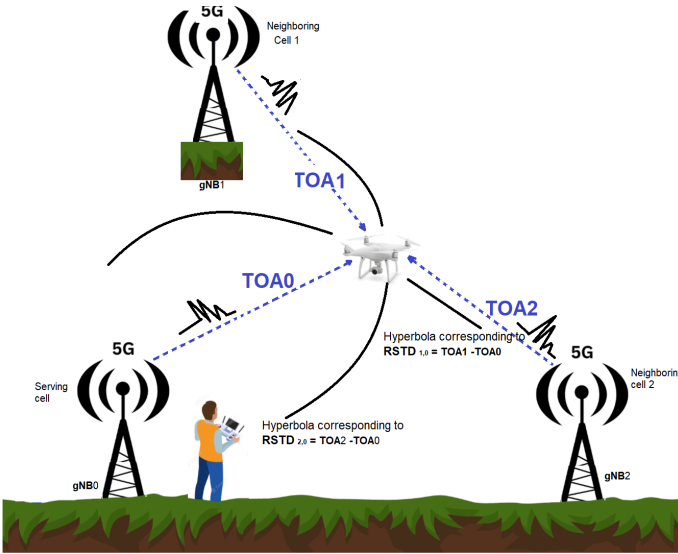 5G
Neighboring
Cell 1
gNB1
TOA1
TOA0
TOA2
Hyperbola corresponding to
RSTD 1,0 = TOA1 -TOA0
5G
5G
Serving
cell
Neighborin
cell 2
Hyperbola corresponding to
RSTD 2,0 = TOA2 -TOA0
gNB0
gNB2